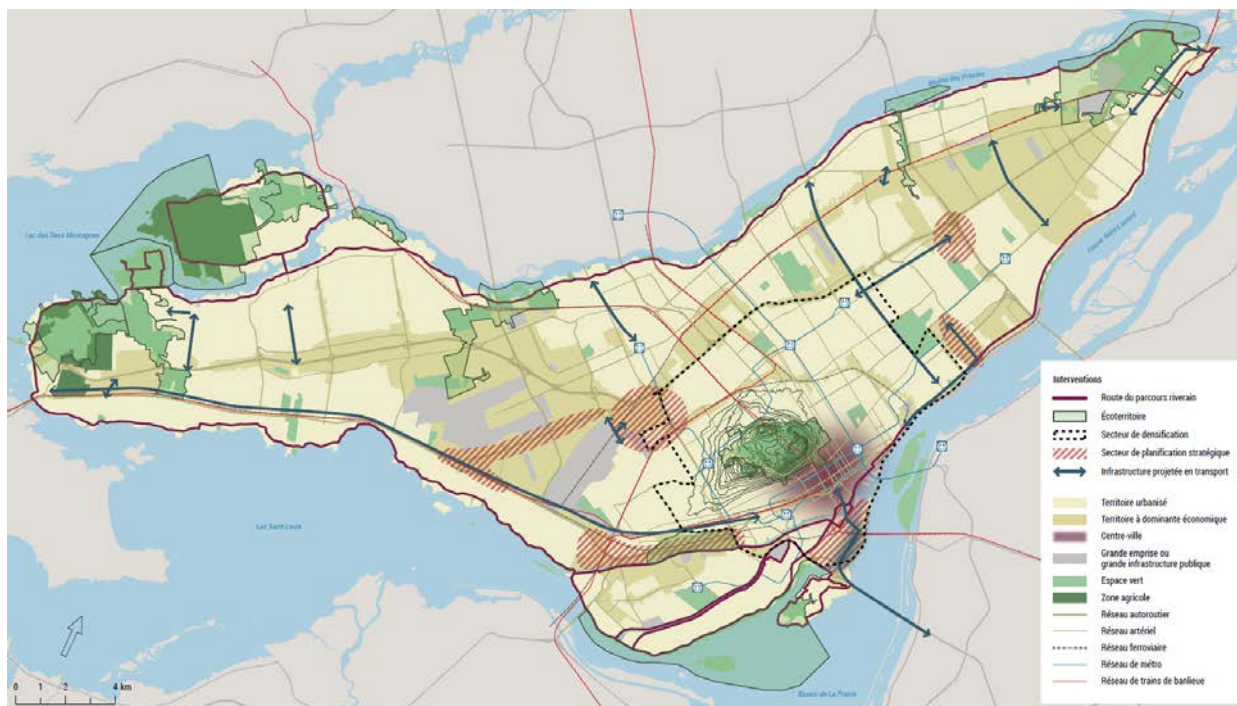 Rivière des Prairies
Lac des Deux Montagnes
Fleuve Saint-Laurent
Lac Saint-Louis
Bassin de La Prairie
0 1 2 4 km
Interventions
Route du parcours riverain
Écoterritoire
Secteur de densification
Secteur de planification stratégique
Infrastructure projetée en transport
Territoire urbanisé
Territoire à dominante économique
Centre-ville
Grande emprise ou
grande infrastructure publique
Espace vert
Zone agricole
Réseau autoroutier
Réseau artériel
Réseau ferroviaire
Réseau de métro
Réseau de trains de banlieue